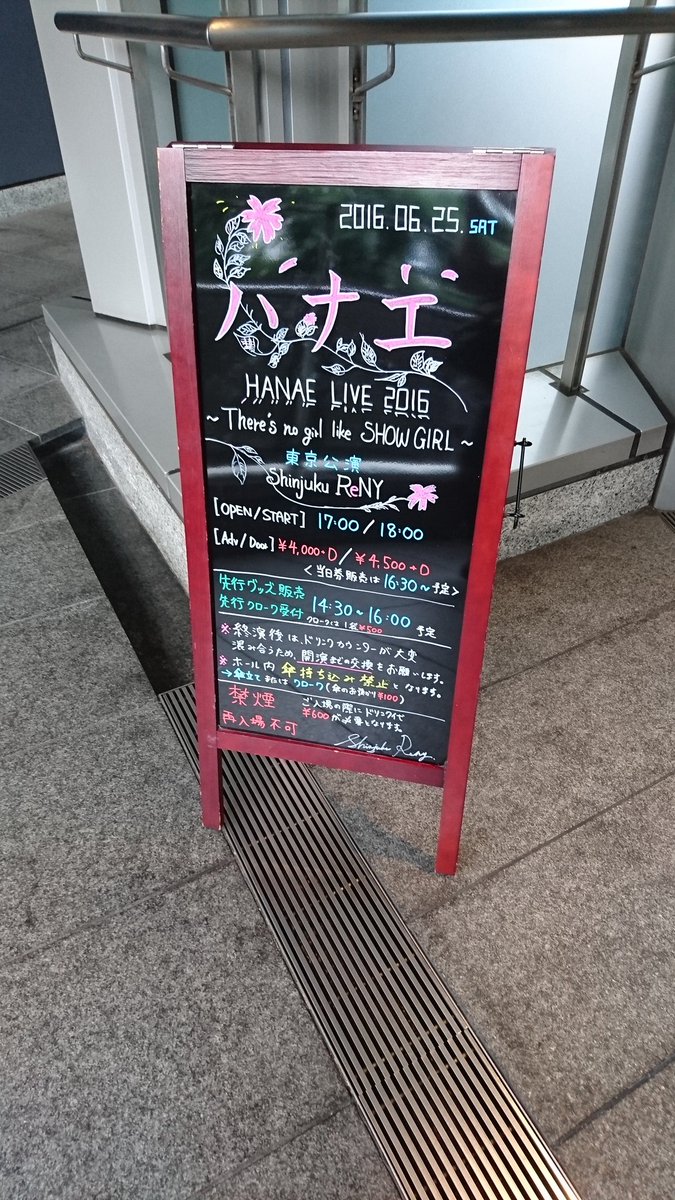 2016.06.25. SAT
ハナエ
HANAE LIVE 2016
~ There's no girl like SHOW GIRL ~
東京公演
Shinjuku ReNY
[OPEN/START] 17:00 / 18:00
[Adv/Door] ¥4,000+D / ¥4,500+D
<当日券販売は 16:30~予定>
先行グッズ販売
先行クローク受付 14:30~16:00 予定
クロークは1名¥500
※終演後は、ドリンクカウンターが大変
混み合うため、開演までの交換をお願いします。
※ホール内 傘持ち込み禁止となります。
→傘立てまたはクローク(傘のお預かり¥100)
禁煙 ご入場の際にドリンク代
再入場不可 ¥600が必要となります。
Shinjuku ReNY.